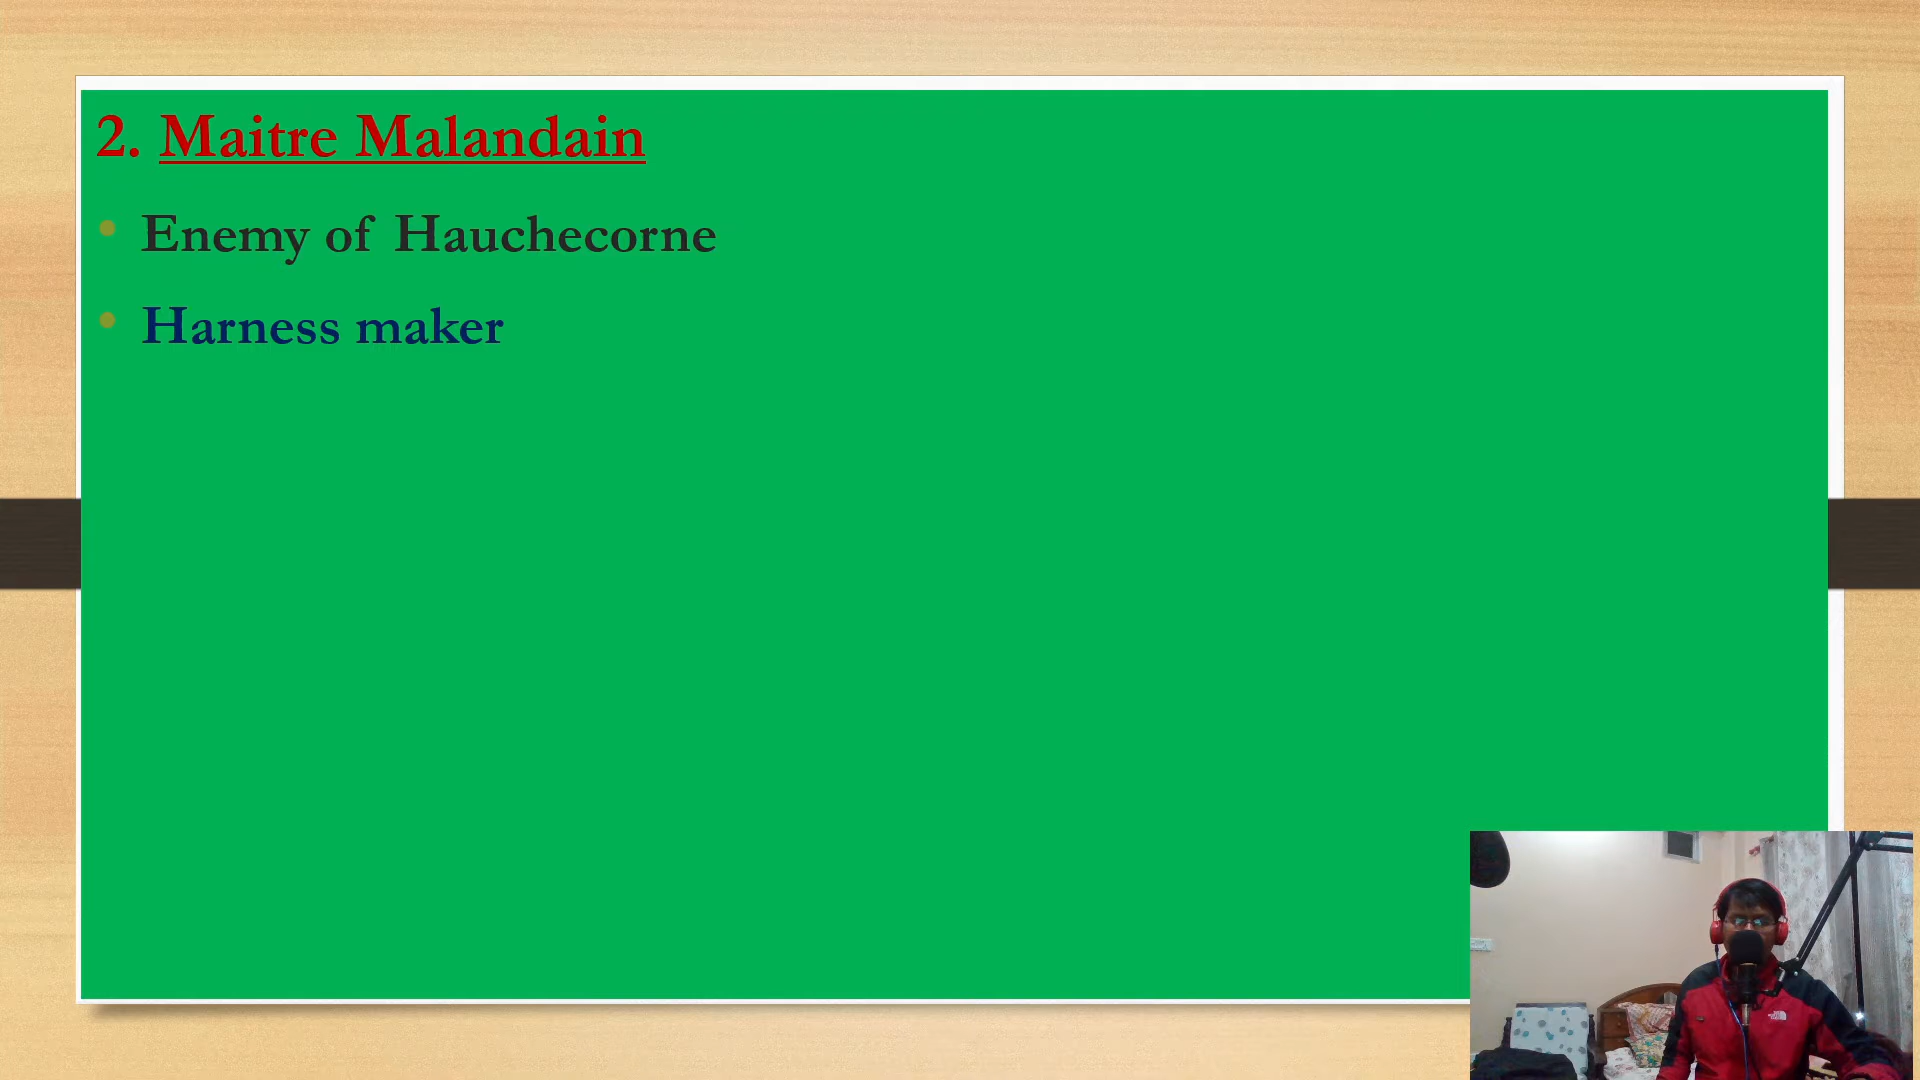 2. Maitre Malandain
• Enemy of Hauchecorne
• Harness maker